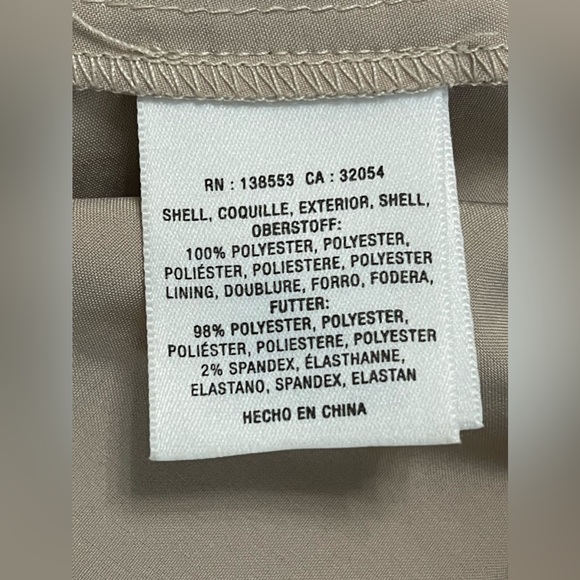 RN : 138553 CA : 32054
SHELL, COQUILLE, EXTERIOR, SHELL,
OBERSTOFF:
100% POLYESTER, POLYESTER,
POLIÉSTER, POLIESTERE, POLYESTER
LINING, DOUBLURE, FORRO, FODERA,
FUTTER:
98% POLYESTER, POLYESTER,
POLIÉSTER, POLIESTERE, POLYESTER
2% SPANDEX, ÉLASTHANNE,
ELASTANO, SPANDEX, ELASTAN
HECHO EN CHINA